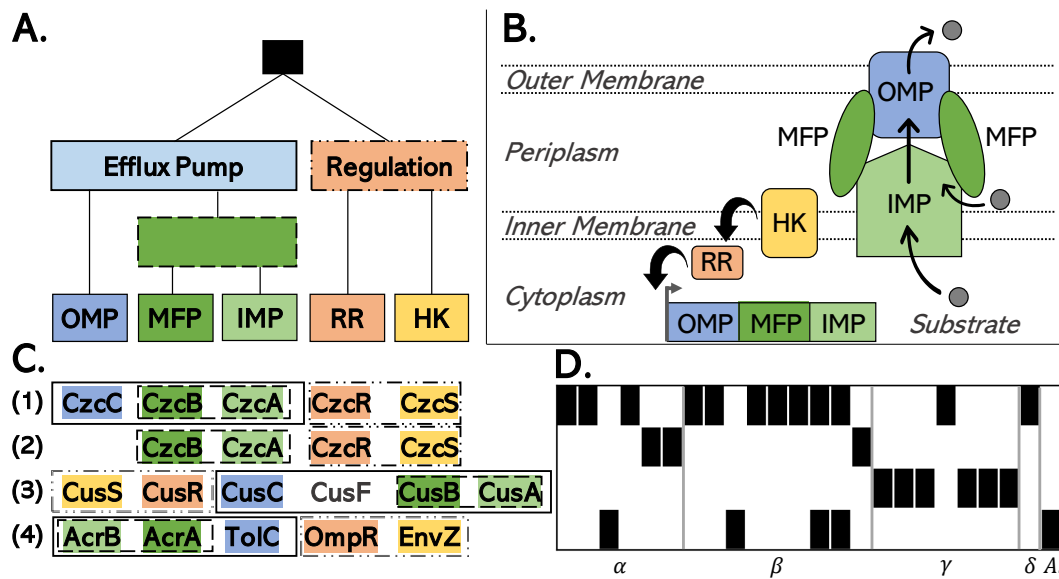 A.
Efflux Pump Regulation
OMP MFP IMP RR HK
B.
Outer Membrane
OMP
MFP MFP
Periplasm
IMP
HK
Inner Membrane
RR
Cytoplasm
OMP MFP IMP
Substrate
C.
(1) CzcC CzcB CzcA CzcR CzcS
(2) CzcB CzcA CzcR CzcS
(3) CusS CusR CusC CusF CusB CusA
(4) AcrB AcrA TolC OmpR EnvZ
D.
α β γ δ A